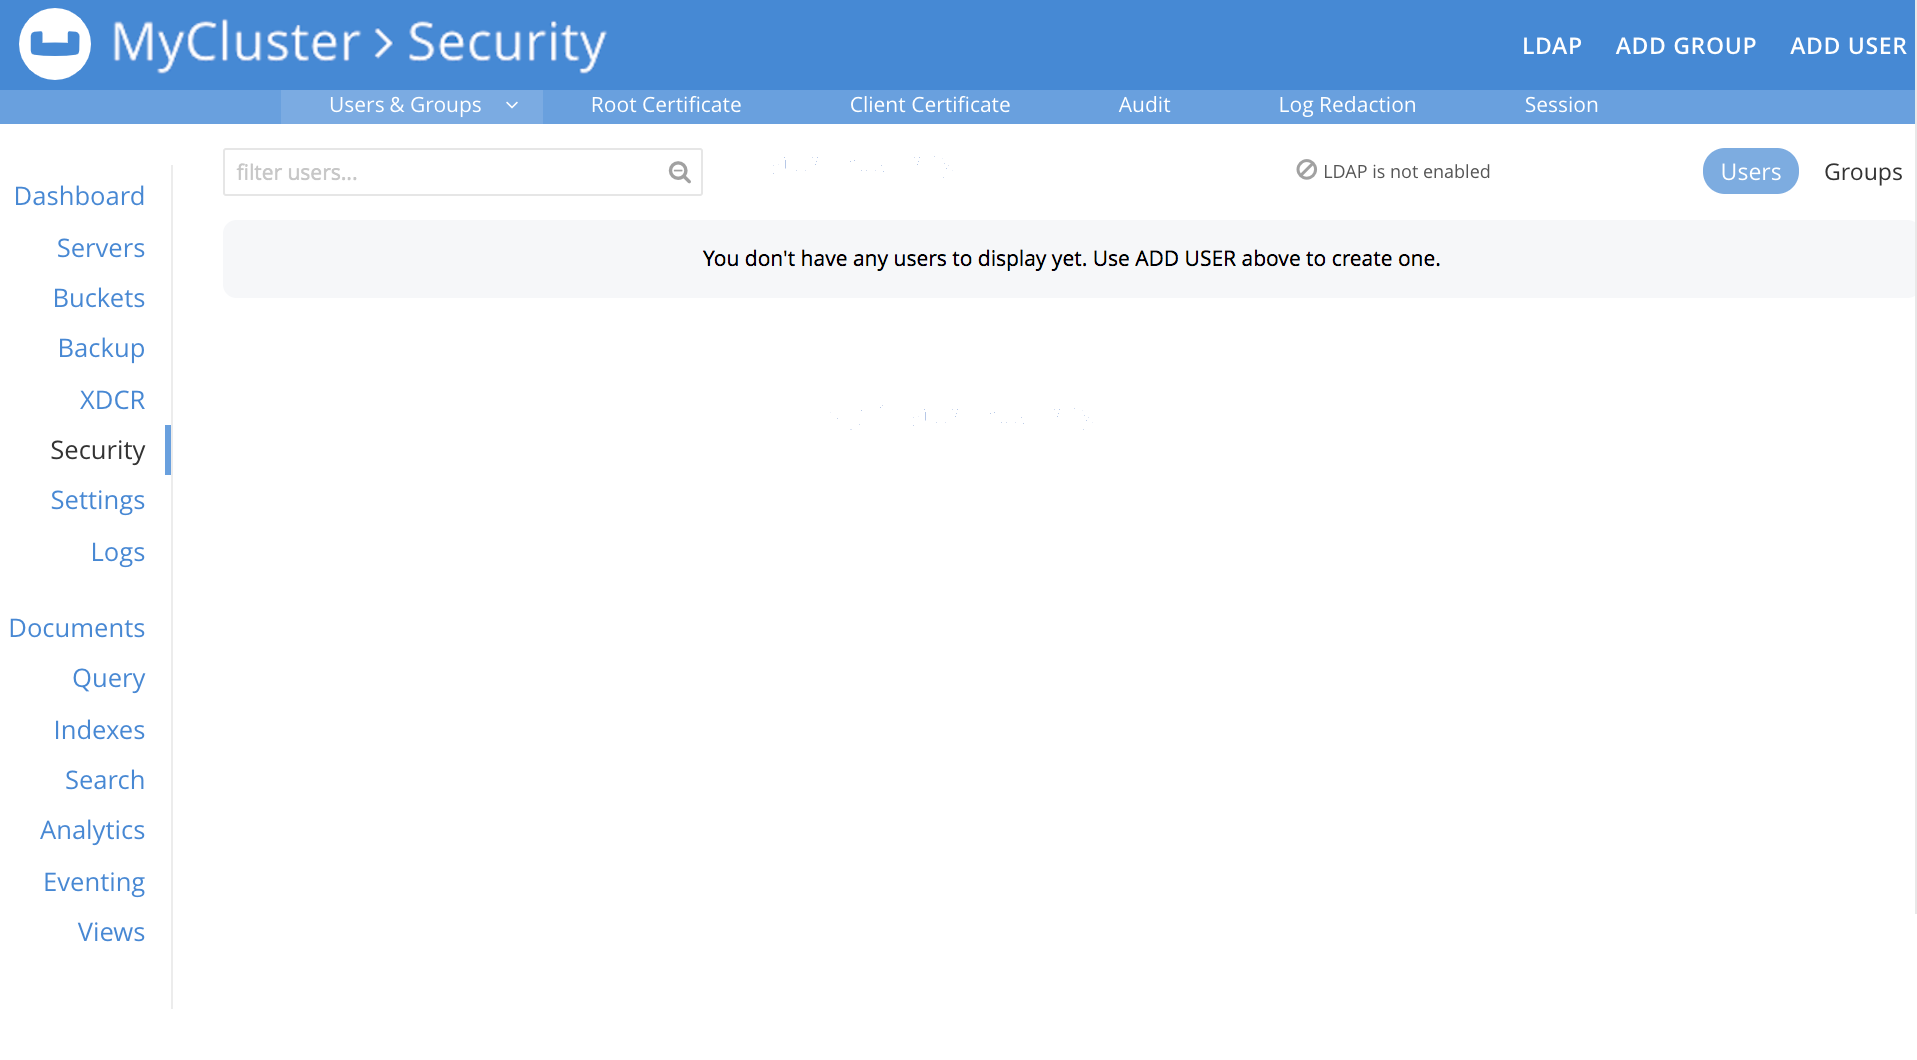 MyCluster > Security
LDAP ADD GROUP ADD USER
Users & Groups Root Certificate Client Certificate Audit Log Redaction Session
filter users...
LDAP is not enabled
Users Groups
You don't have any users to display yet. Use ADD USER above to create one.
Dashboard
Servers
Buckets
Backup
XDCR
Security
Settings
Logs
Documents
Query
Indexes
Search
Analytics
Eventing
Views